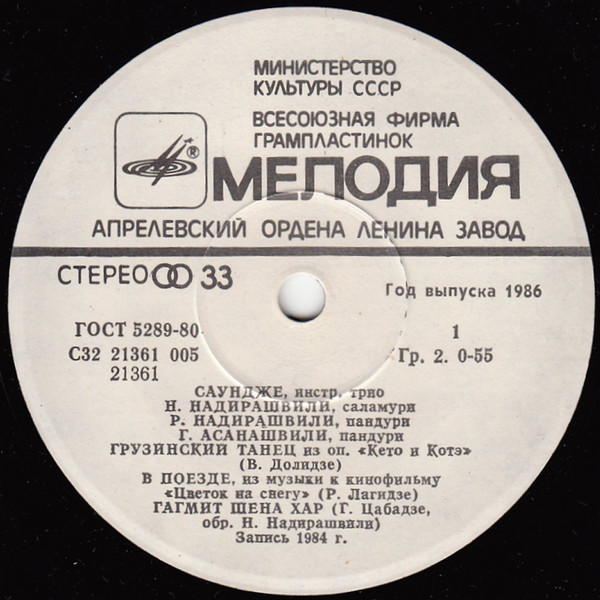 МИНИСТЕРСТВО
КУЛЬТУРЫ СССР
ВСЕСОЮЗНАЯ ФИРМА
ГРАМПЛАСТИНОК
®
МЕЛОДИЯ
АПРЕЛЕВСКИЙ ОРДЕНА ЛЕНИНА ЗАВОД
СТЕРЕО 33
Год выпуска 1986
ГОСТ 5289-80
1
С32 21361 005
Гр. 2. 0-55
21361
САУНДЖЕ, инстр. трио
Н. НАДИРАШВИЛИ, саламури
Р. НАДИРАШВИЛИ, пандури
Г. АСАНАШВИЛИ, пандури
ГРУЗИНСКИЙ ТАНЕЦ из оп. «Кето и Котэ»
(В. Долидзе)
В ПОЕЗДЕ, из музыки к кинофильму
«Цветок на снегу» (Р. Лагидзе)
ГАГМИТ ШЕНА ХАР (Г. Цабадзе,
обр. Н. Надирашвили)
Запись 1984 г.